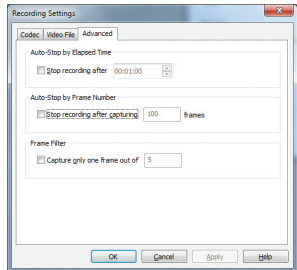 Recording Settings
Codec Video File Advanced
Auto-Stop by Elapsed Time
Stop recording after 00:01:00
Auto-Stop by Frame Number
Stop recording after capturing 100 frames
Frame Filter
Capture only one frame out of 5
OK Cancel Apply Help